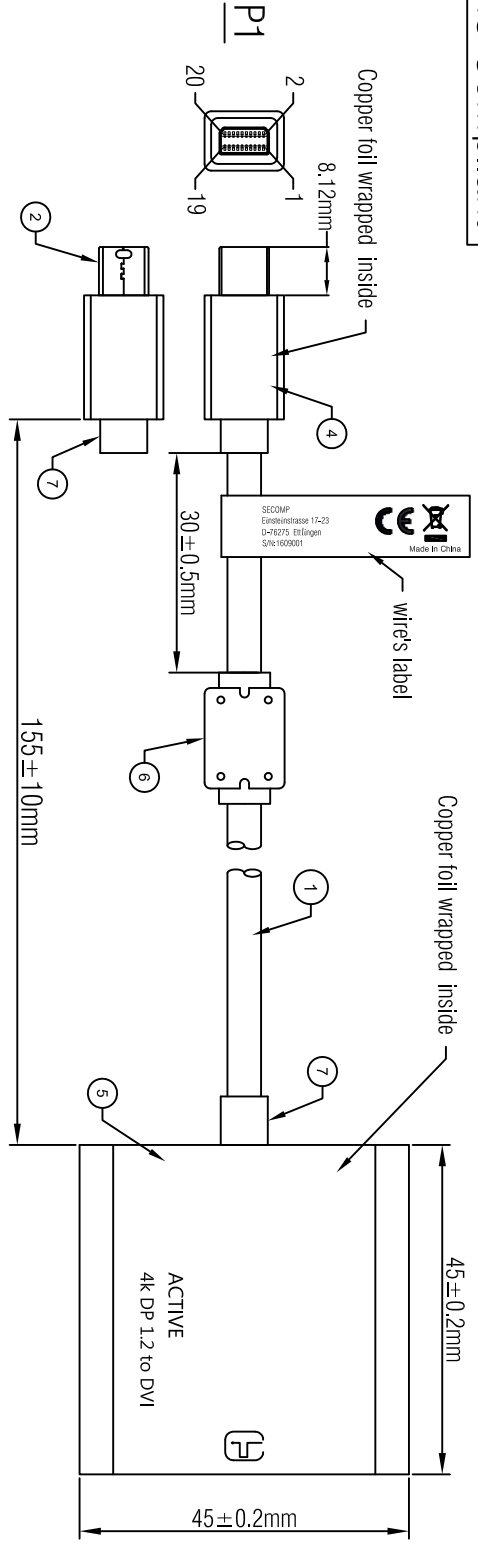 P1
20
2
19
1
Copper foil wrapped inside
8.12mm
2
4
7
30±0.5mm
SECOMP
Einsteinstrasse 17-23
D-76275 Ettlingen
S/N:1609001
CE
Made In China
wire's label
6
155±10mm
Copper foil wrapped inside
1
7
5
45±0.2mm
ACTIVE
4k DP 1.2 to DVI
45±0.2mm